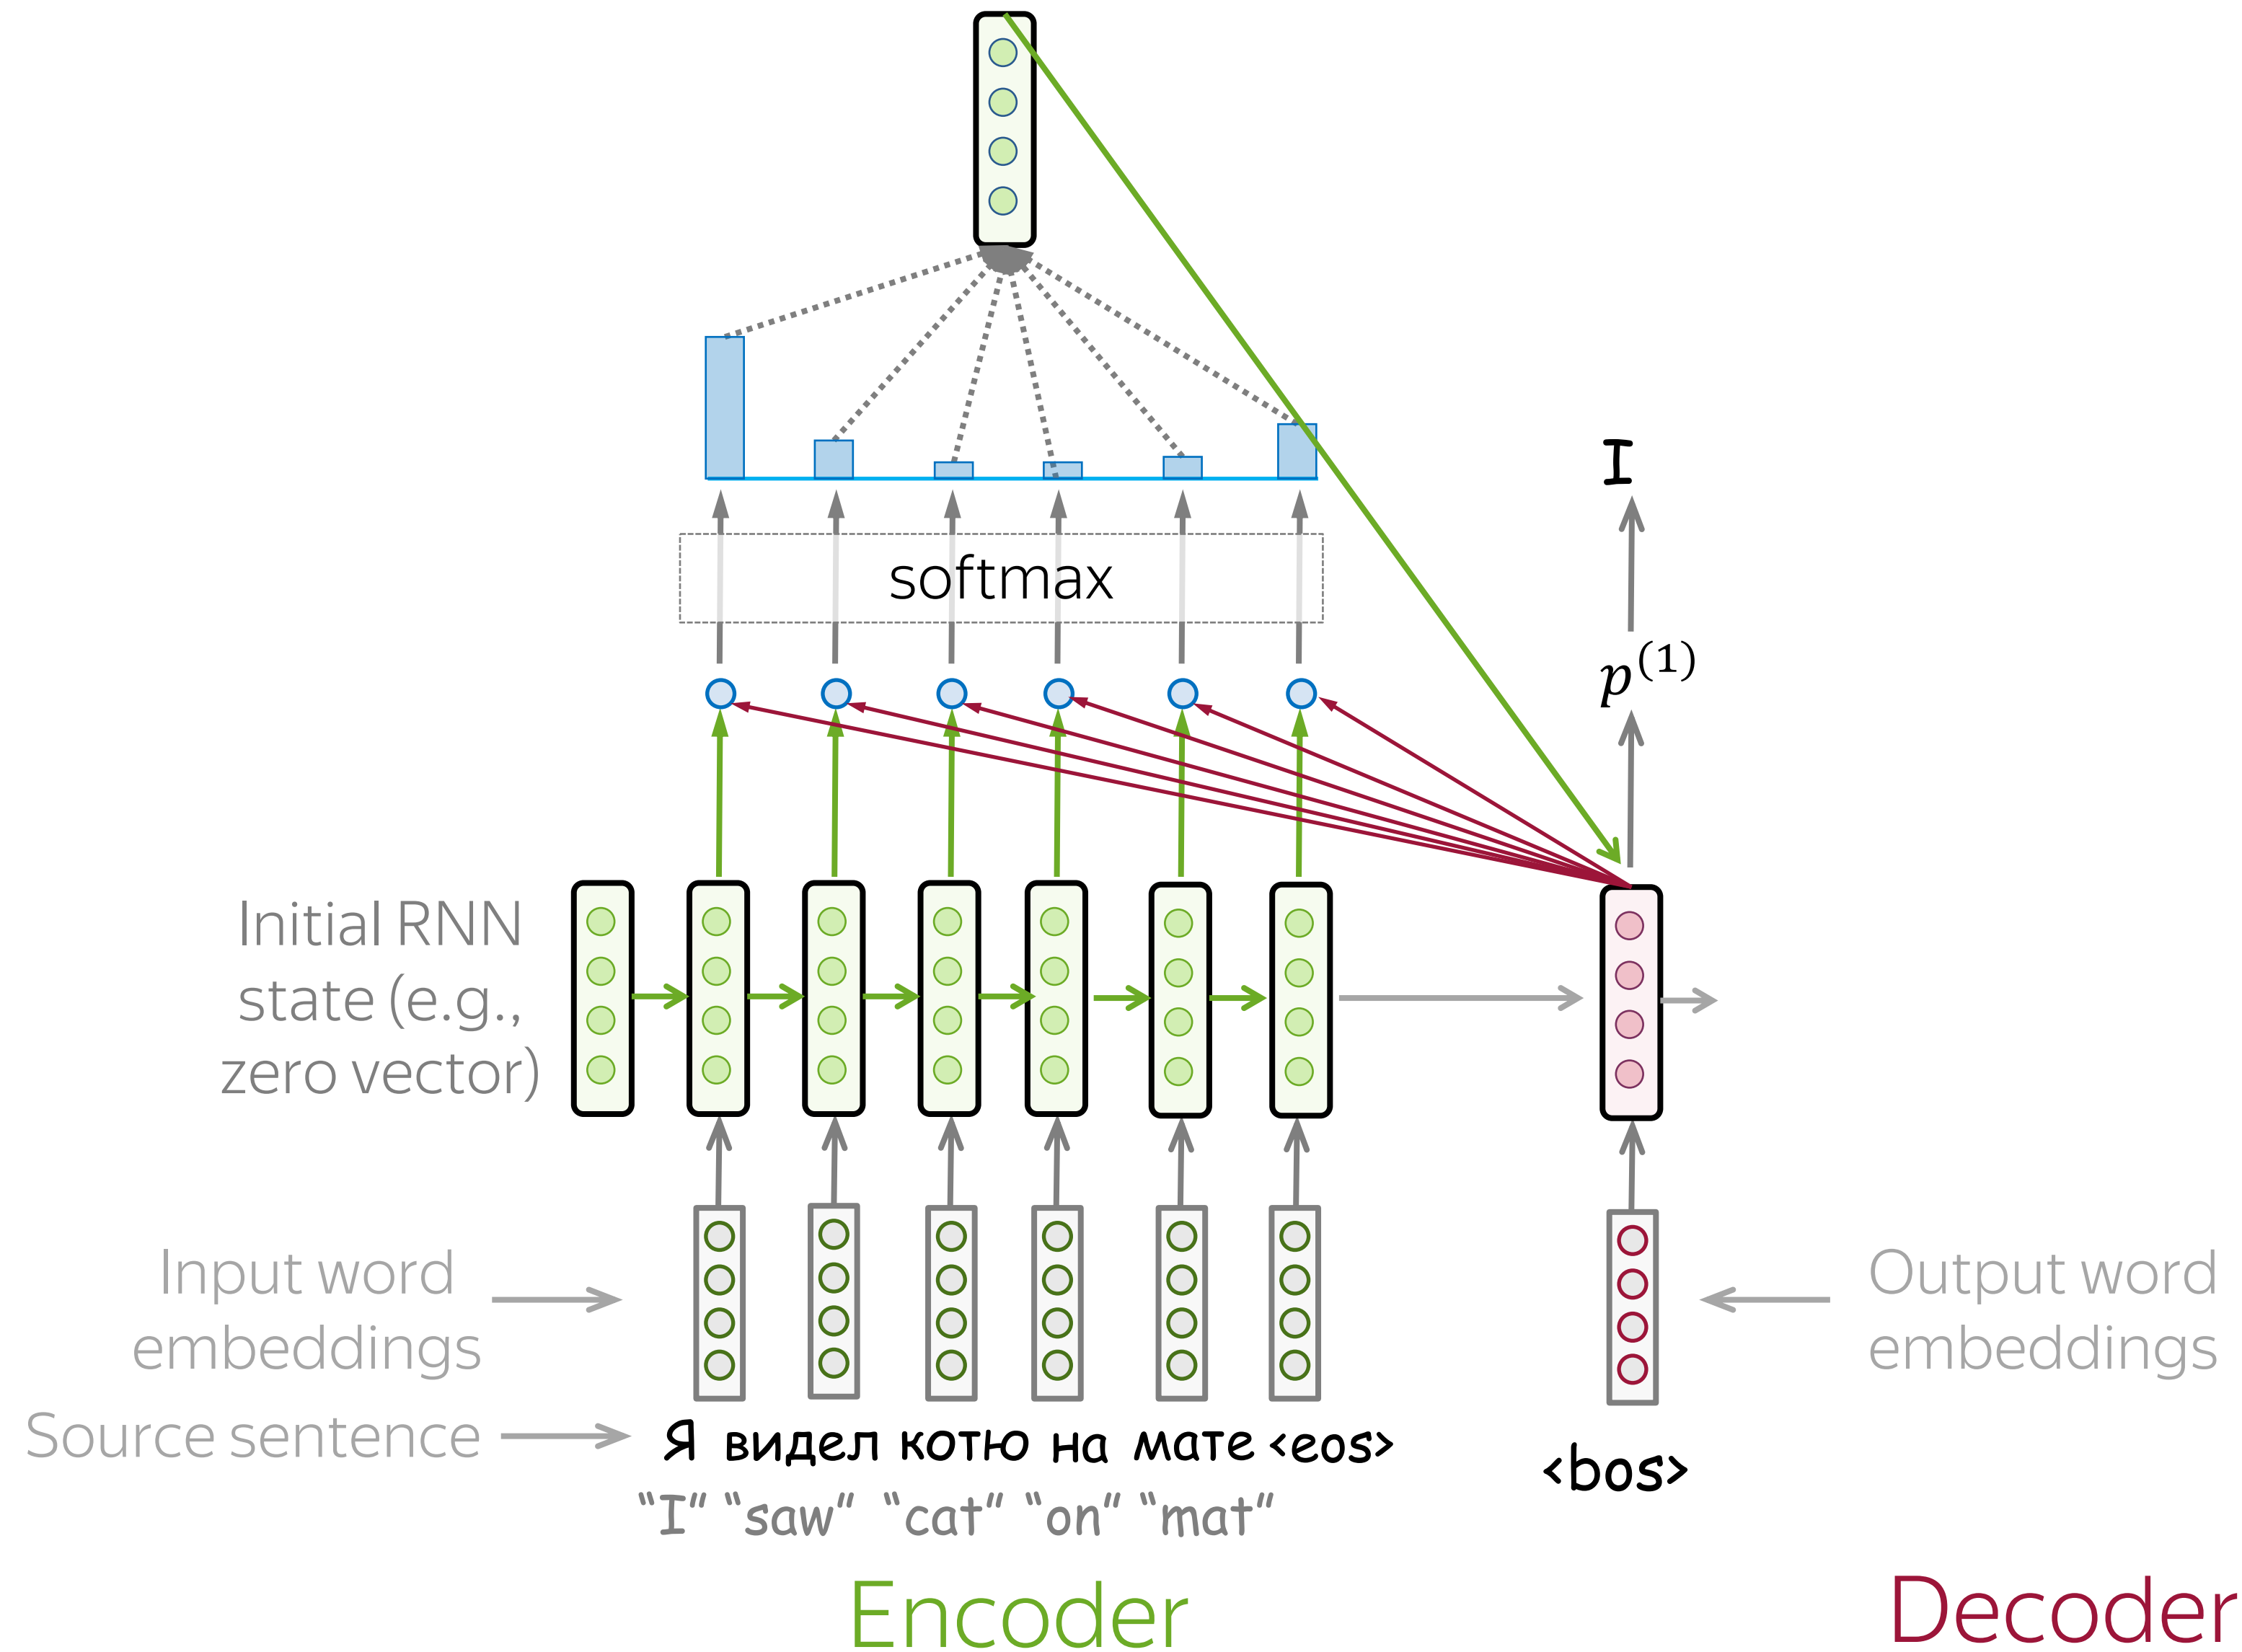 softmax
I
p(1)
Initial RNN
state (e.g.,
zero vector)
Input word
embeddings
Output word
embeddings
Source sentence
Я видел котю на мате <eos>
<bos>
"I" "saw" "cat" "on" "mat"
Encoder
Decoder